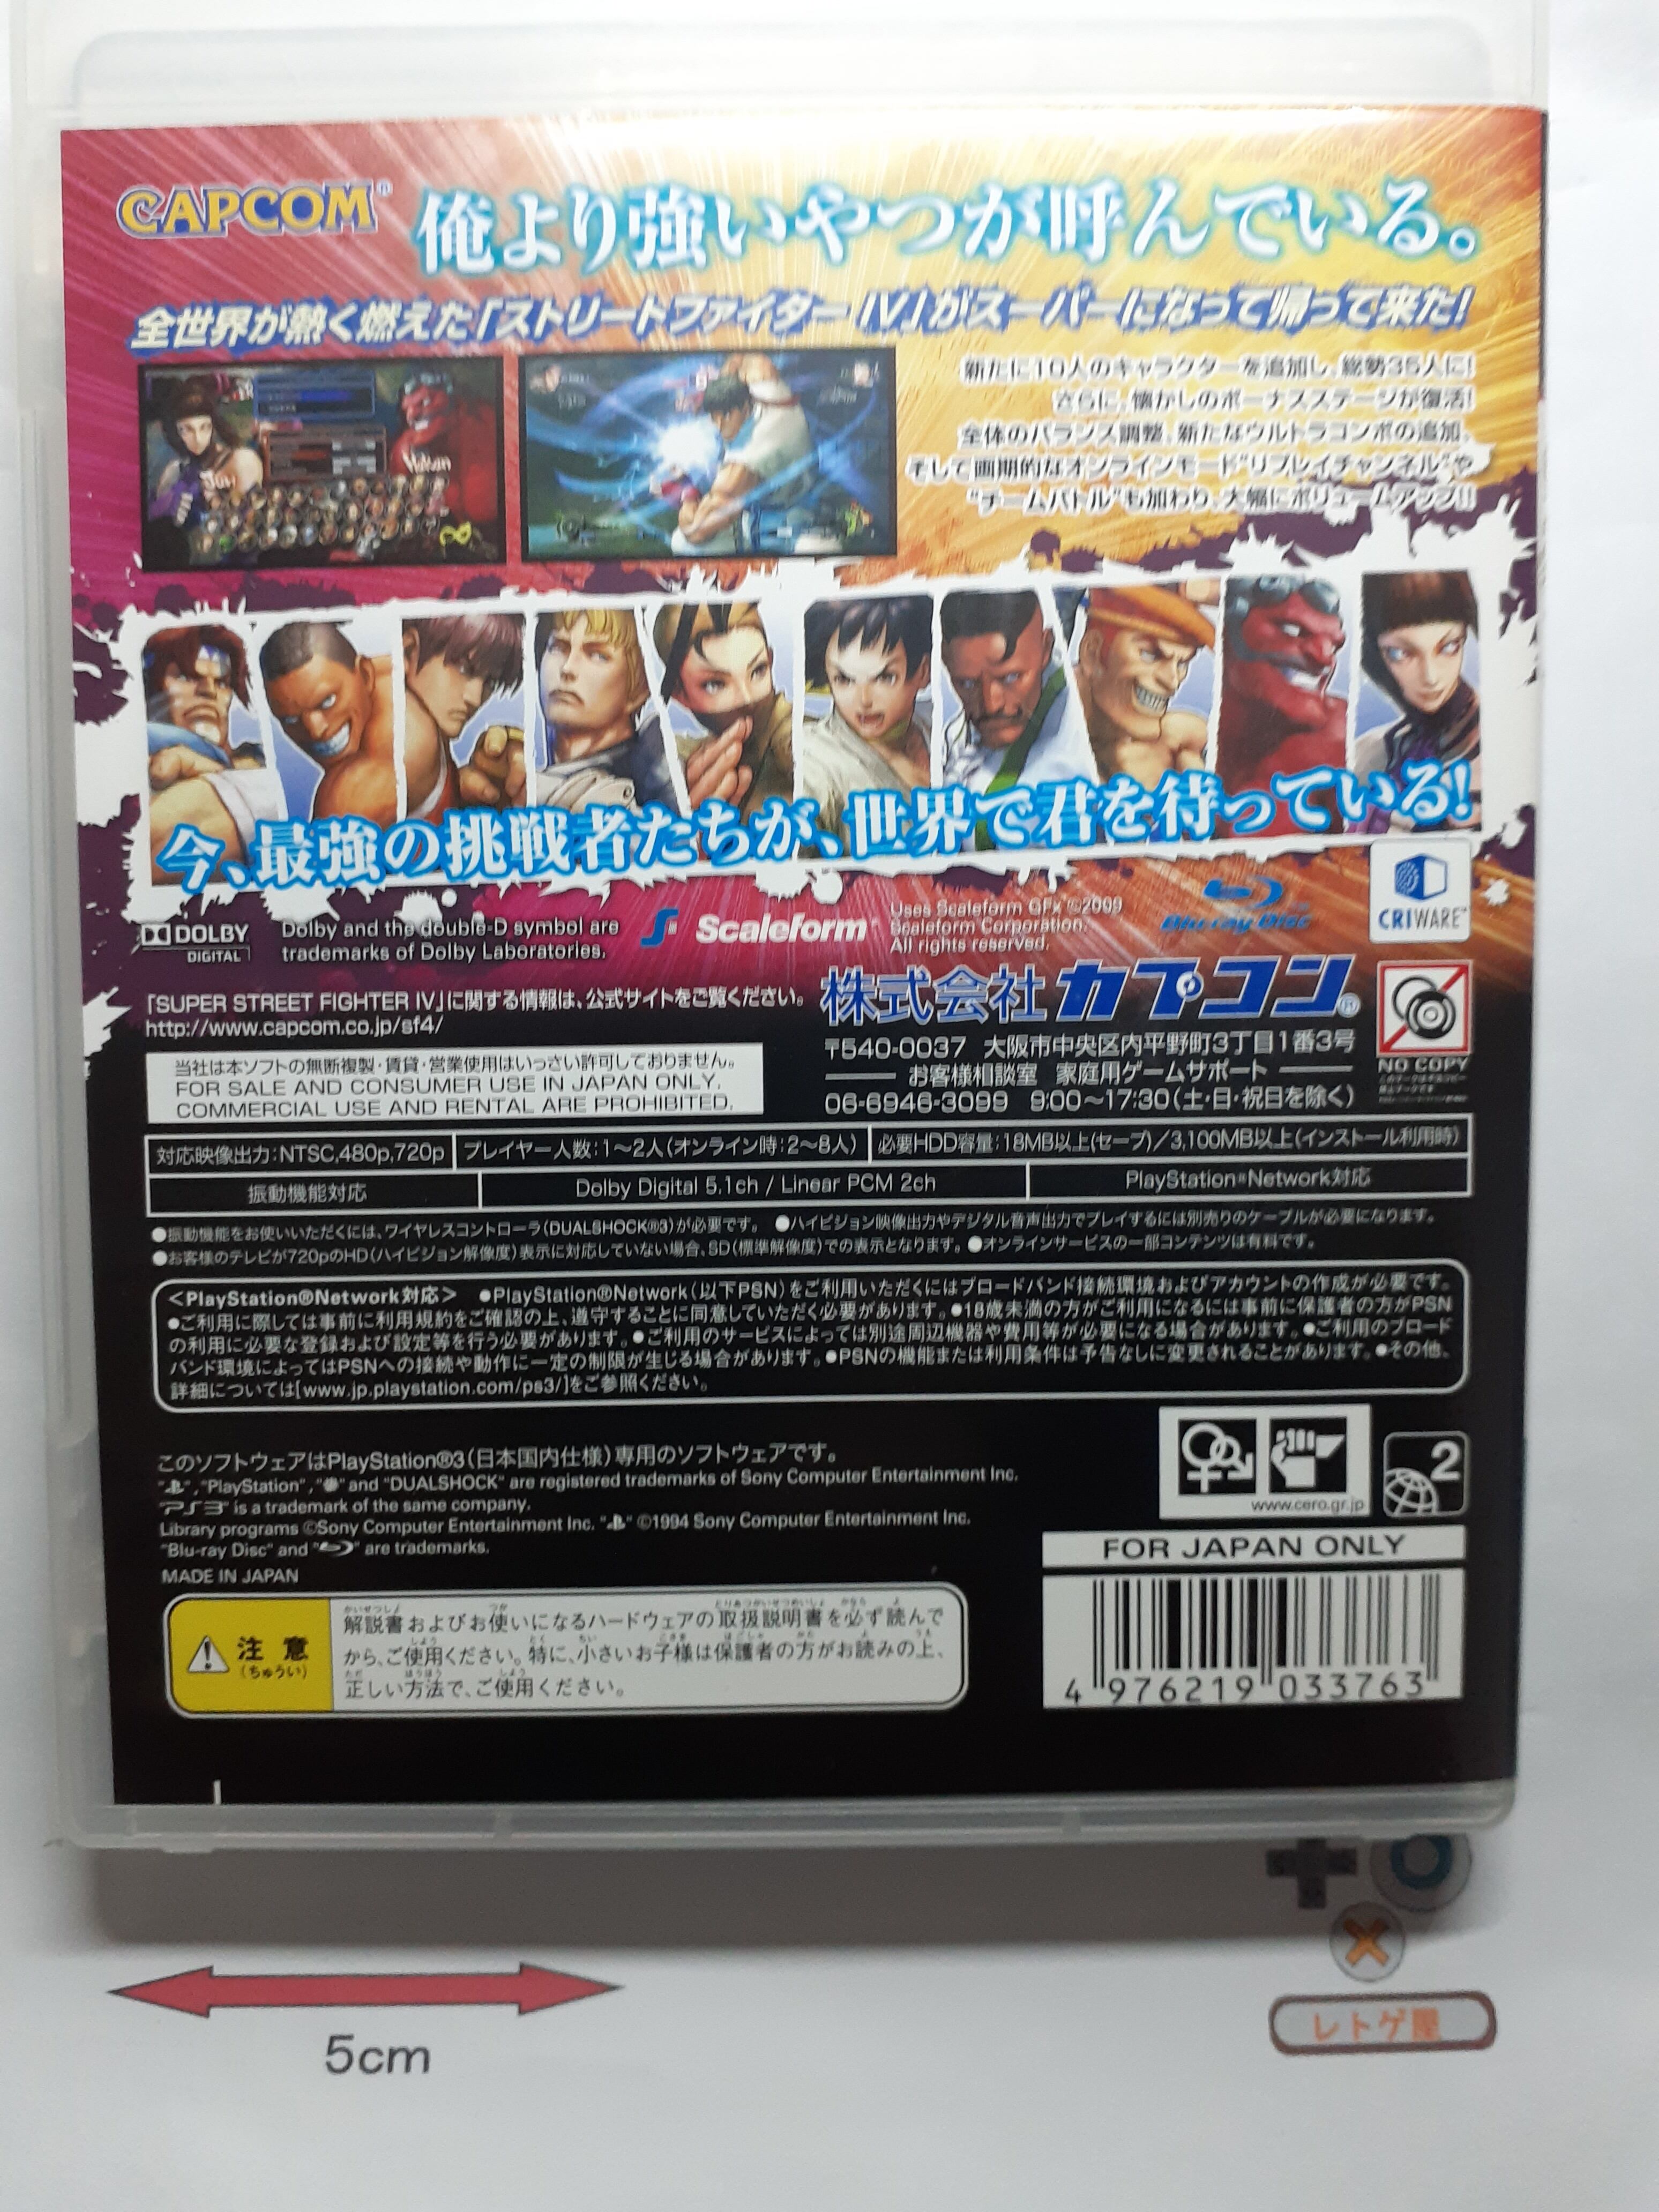 CAPCOM®
俺より強いやつが呼んでいる。
全世界が熱く燃えた「ストリートファイター IV」がスーパーになって帰って来た!
新たに10人のキャラクターを追加し、総勢35人に!
さらに、懐かしのボーナスステージが復活!
全体のバランス調整、新たなウルトラコンボの追加、
そして画期的なオンラインモード"リプレイチャンネル"や
"チームバトル"も加わり、大幅にボリュームアップ!!
Juri
Hakan
今、最強の挑戦者たちが、世界で君を待っている!
DOLBY
DIGITAL
Dolby and the double-D symbol are
trademarks of Dolby Laboratories.
Scaleform
Uses Scaleform GFx ©2009
Scaleform Corporation.
All rights reserved.
Blu-ray Disc
CRIWARE™
「SUPER STREET FIGHTER IV」に関する情報は、公式サイトをご覧ください。
http://www.capcom.co.jp/sf4/
当社は本ソフトの無断複製・賃貸・営業使用はいっさい許可しておりません。
FOR SALE AND CONSUMER USE IN JAPAN ONLY.
COMMERCIAL USE AND RENTAL ARE PROHIBITED.
株式会社カプコン®
〒540-0037 大阪市中央区内平野町3丁目1番3号
お客様相談室 家庭用ゲームサポート
06-6946-3099 9:00～17:30(土・日・祝日を除く)
NO COPY
対応映像出力:NTSC,480p,720p
プレイヤー人数:1～2人(オンライン時:2～8人)
必要HDD容量:18MB以上(セーブ)/3,100MB以上(インストール利用時)
振動機能対応
Dolby Digital 5.1ch / Linear PCM 2ch
PlayStation®Network対応
●振動機能をお使いいただくには、ワイヤレスコントローラ(DUALSHOCK®3)が必要です。 ●ハイビジョン映像出力やデジタル音声出力でプレイするには別売りのケーブルが必要になります。
●お客様のテレビが720pのHD(ハイビジョン解像度)表示に対応していない場合、SD(標準解像度)での表示となります。●オンラインサービスの一部コンテンツは有料です。
<PlayStation®Network対応> ●PlayStation®Network(以下PSN)をご利用いただくにはブロードバンド接続環境およびアカウントの作成が必要です。
●ご利用に際しては事前に利用規約をご確認の上、遵守することに同意していただく必要があります。●18歳未満の方がご利用になるには事前に保護者の方がPSN
の利用に必要な登録および設定等を行う必要があります。●ご利用のサービスによっては別途周辺機器や費用等が必要になる場合があります。●ご利用のブロード
バンド環境によってはPSNへの接続や動作に一定の制限が生じる場合があります。●PSNの機能または利用条件は予告なしに変更されることがあります。●その他、
詳細については[www.jp.playstation.com/ps3/]をご参照ください。
このソフトウェアはPlayStation®3(日本国内仕様)専用のソフトウェアです。
" ", "PlayStation", " " and "DUALSHOCK" are registered trademarks of Sony Computer Entertainment Inc.
"PS3" is a trademark of the same company.
Library programs ©Sony Computer Entertainment Inc. " " ©1994 Sony Computer Entertainment Inc.
"Blu-ray Disc" and " " are trademarks.
MADE IN JAPAN
www.cero.gr.jp
2
FOR JAPAN ONLY
4 976219 033763
注意
(ちゅうい)
解説書およびお使いになるハードウェアの取扱説明書を必ず読んで
から、ご使用ください。特に、小さいお子様は保護者の方がお読みの上、
正しい方法で、ご使用ください。
5cm
レトゲ屋